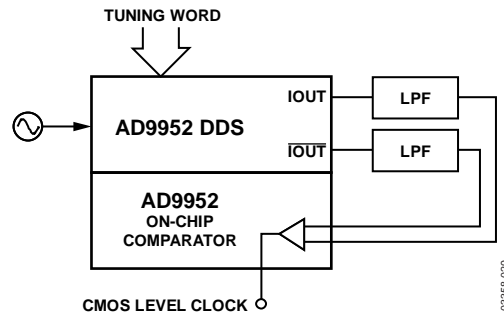 TUNING WORD
AD9952 DDS
IOUT
LPF
IOUT
LPF
AD9952
ON-CHIP
COMPARATOR
CMOS LEVEL CLOCK